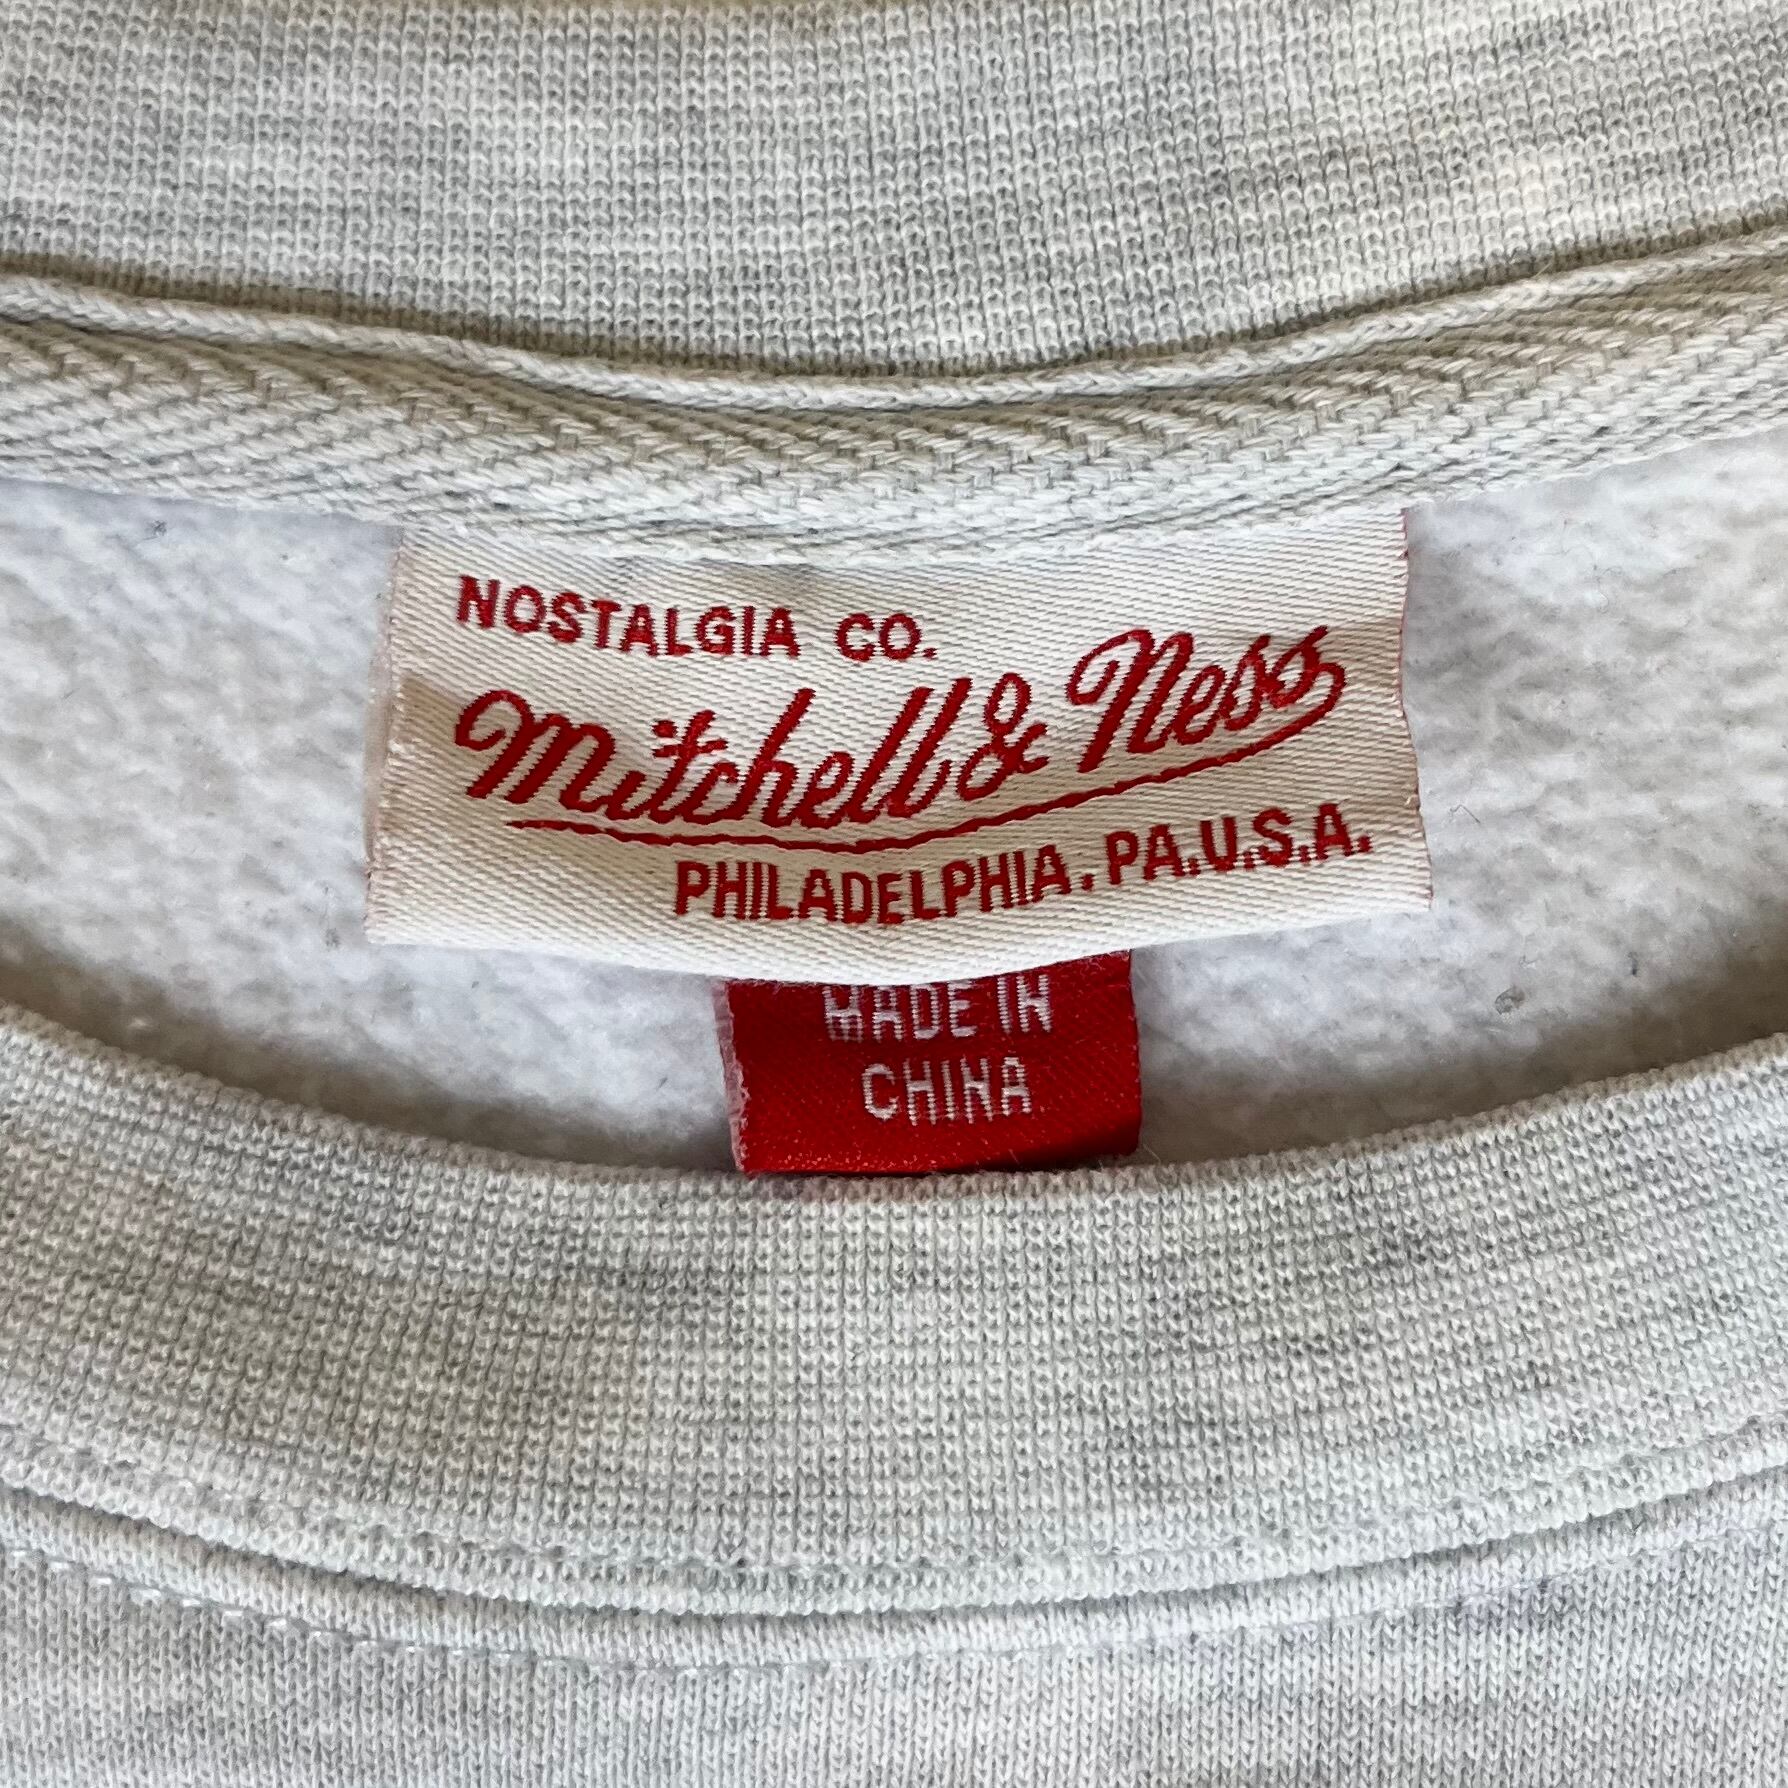 NOSTALGIA CO.
Mitchell & Ness
PHILADELPHIA, PA.U.S.A.
MADE IN
CHINA